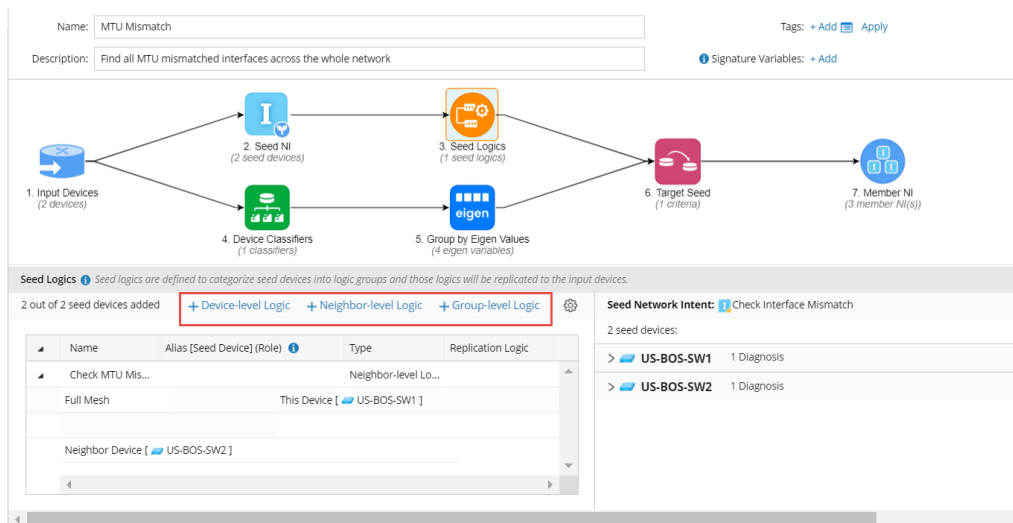 Name: MTU Mismatch Tags: + Add Apply
Description: Find all MTU mismatched interfaces across the whole network Signature Variables: + Add
I
2. Seed NI
(2 seed devices)
3. Seed Logics
(1 seed logics)
1. Input Devices
(2 devices)
6. Target Seed
(1 criteria)
I
I I
7. Member NI
(3 member NI(s))
eigen
4. Device Classifiers
(1 classifiers)
5. Group by Eigen Values
(4 eigen variables)
Seed Logics Seed logics are defined to categorize seed devices into logic groups and those logics will be replicated to the input devices.
2 out of 2 seed devices added + Device-level Logic + Neighbor-level Logic + Group-level Logic
Seed Network Intent: I Check Interface Mismatch
2 seed devices:
Name Alias [Seed Device] (Role) Type Replication Logic
US-BOS-SW1 1 Diagnosis
Check MTU Mis... Neighbor-level Lo...
US-BOS-SW2 1 Diagnosis
Full Mesh This Device [ US-BOS-SW1 ]
Neighbor Device [ US-BOS-SW2 ]